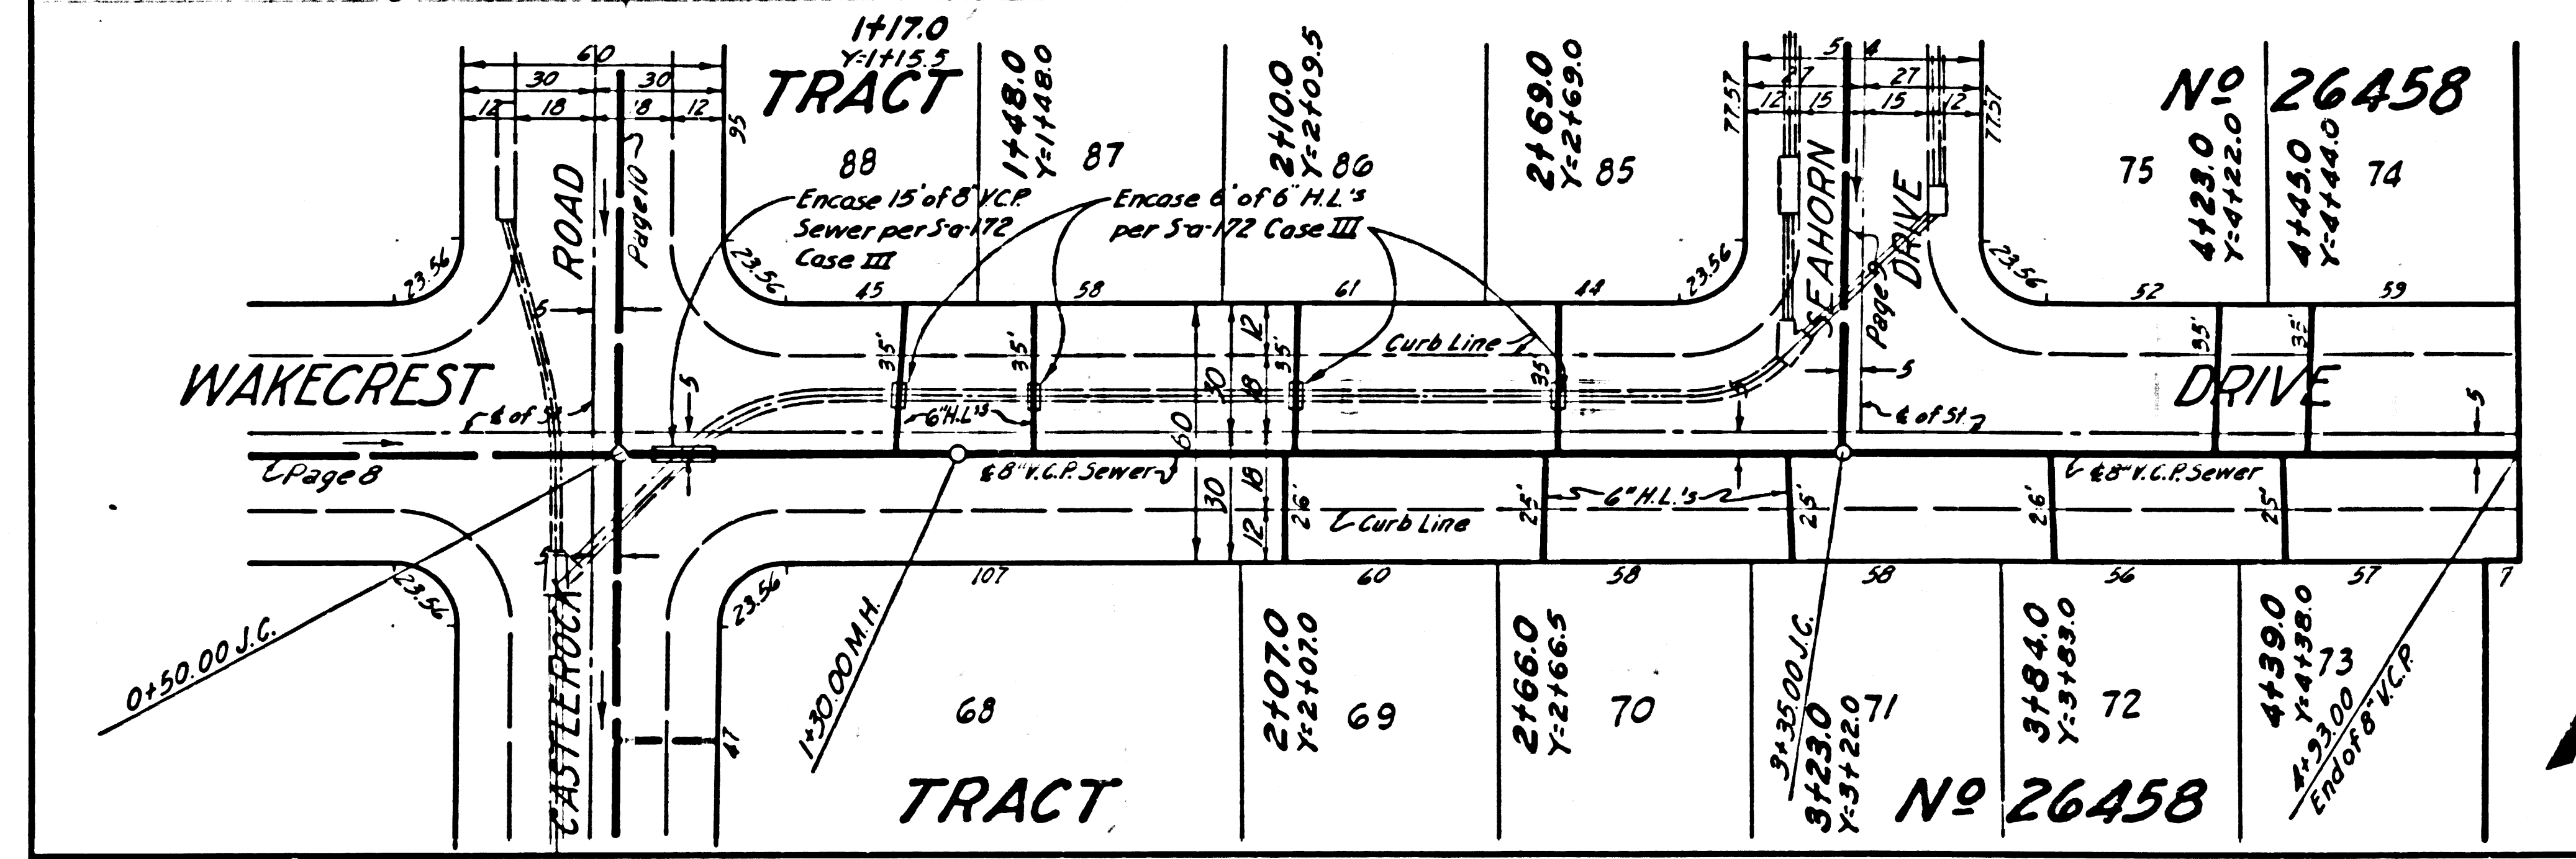 1+17.0
Y=1+15.5
TRACT
Nº 26458
60
30 30
12 18 18 12
95
88
1+48.0
Y=1+48.0
87
2+10.0
Y=2+09.5
86
2+69.0
Y=2+69.0
85
54
27 27
12 15 15 12
77.57
77.57
75
4+23.0
Y=4+22.0
4+45.0
Y=4+44.0
74
ROAD
Page 10
Encase 15' of 8" V.C.P.
Sewer per S-a-172
Case III
Encase 6' of 6" H.L.'s
per S-a-172 Case III
SEAHORN
DRIVE
Page 9
23.56
23.56
23.56
23.56
45
58
61
44
52
59
5
35'
35'
35'
35'
35'
35'
12
18
30
60
Curb Line
WAKECREST
DRIVE
℄ of St.
5
6" H.L.'s
5
5
℄ of St.
5
Page 8
℄ 8" V.C.P. Sewer
℄ 8" V.C.P. Sewer
30
18
12
26'
25'
6" H.L.'s
25'
26'
25'
Curb Line
5
23.56
23.56
107
60
58
58
56
57
7
0+50.00 J.C.
CASTLEROCK
47
1+30.00 M.H.
68
2+07.0
Y=2+07.0
69
2+66.0
Y=2+66.5
70
3+35.00 J.C.
3+23.0
Y=3+22.0
71
3+84.0
Y=3+83.0
72
4+39.0
Y=4+38.0
73
4+93.00
End of 8" V.C.P.
TRACT
Nº 26458